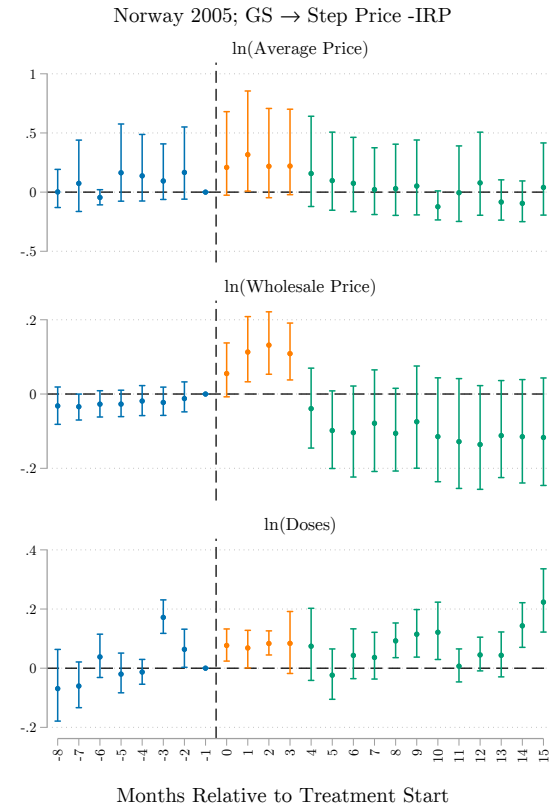 Norway 2005; GS → Step Price -IRP
ln(Average Price)
1
.5
0
-.5
ln(Wholesale Price)
.2
0
-.2
ln(Doses)
.4
.2
0
-.2
-8 -7 -6 -5 -4 -3 -2 -1 0 1 2 3 4 5 6 7 8 9 10 11 12 13 14 15
Months Relative to Treatment Start